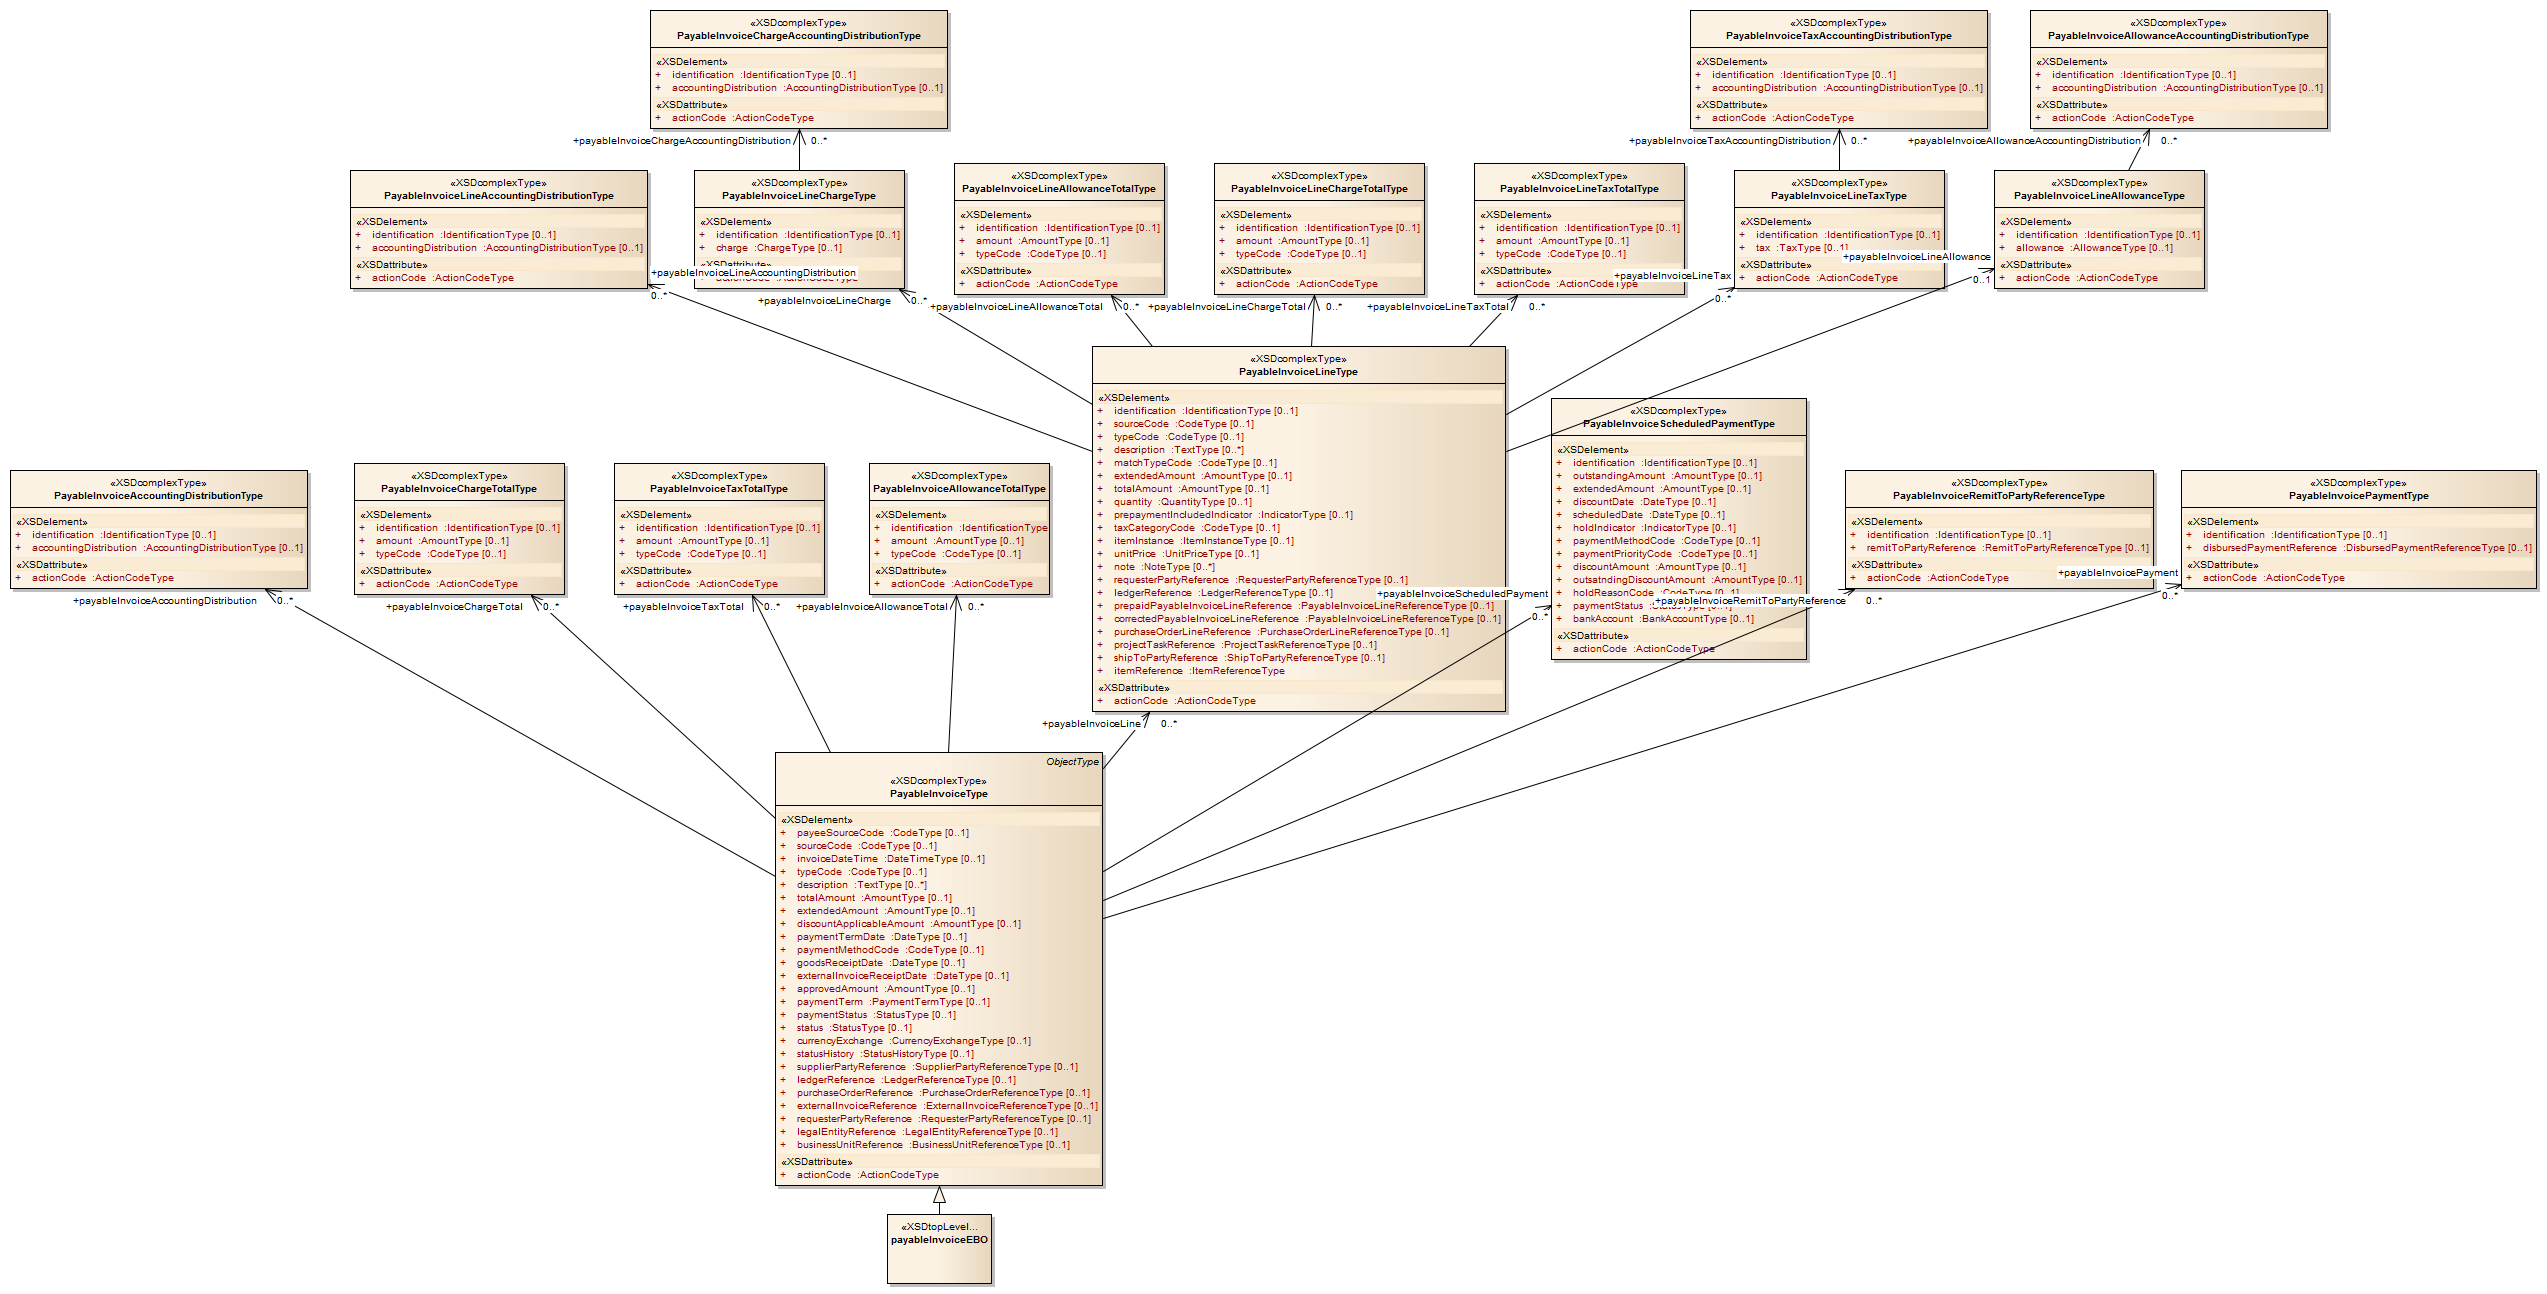 «XSDcomplexType»
PayableInvoiceChargeAccountingDistributionType
«XSDelement»
+ identification :IdentificationType [0..1]
+ accountingDistribution :AccountingDistributionType [0..1]
«XSDattribute»
+ actionCode :ActionCodeType
«XSDcomplexType»
PayableInvoiceTaxAccountingDistributionType
«XSDelement»
+ identification :IdentificationType [0..1]
+ accountingDistribution :AccountingDistributionType [0..1]
«XSDattribute»
+ actionCode :ActionCodeType
«XSDcomplexType»
PayableInvoiceAllowanceAccountingDistributionType
«XSDelement»
+ identification :IdentificationType [0..1]
+ accountingDistribution :AccountingDistributionType [0..1]
«XSDattribute»
+ actionCode :ActionCodeType
+payableInvoiceChargeAccountingDistribution 0..*
+payableInvoiceTaxAccountingDistribution 0..*
+payableInvoiceAllowanceAccountingDistribution 0..*
«XSDcomplexType»
PayableInvoiceLineAccountingDistributionType
«XSDelement»
+ identification :IdentificationType [0..1]
+ accountingDistribution :AccountingDistributionType [0..1]
«XSDattribute»
+ actionCode :ActionCodeType
«XSDcomplexType»
PayableInvoiceLineChargeType
«XSDelement»
+ identification :IdentificationType [0..1]
+ charge :ChargeType [0..1]
«XSDattribute»
+ actionCode :ActionCodeType
«XSDcomplexType»
PayableInvoiceLineAllowanceTotalType
«XSDelement»
+ identification :IdentificationType [0..1]
+ amount :AmountType [0..1]
+ typeCode :CodeType [0..1]
«XSDattribute»
+ actionCode :ActionCodeType
«XSDcomplexType»
PayableInvoiceLineChargeTotalType
«XSDelement»
+ identification :IdentificationType [0..1]
+ amount :AmountType [0..1]
+ typeCode :CodeType [0..1]
«XSDattribute»
+ actionCode :ActionCodeType
«XSDcomplexType»
PayableInvoiceLineTaxTotalType
«XSDelement»
+ identification :IdentificationType [0..1]
+ amount :AmountType [0..1]
+ typeCode :CodeType [0..1]
«XSDattribute»
+ actionCode :ActionCodeType
«XSDcomplexType»
PayableInvoiceLineTaxType
«XSDelement»
+ identification :IdentificationType [0..1]
+ tax :TaxType [0..1]
«XSDattribute»
+ actionCode :ActionCodeType
«XSDcomplexType»
PayableInvoiceLineAllowanceType
«XSDelement»
+ identification :IdentificationType [0..1]
+ allowance :AllowanceType [0..1]
«XSDattribute»
+ actionCode :ActionCodeType
+payableInvoiceLineAccountingDistribution
0..*
+payableInvoiceLineCharge 0..*
+payableInvoiceLineAllowanceTotal 0..*
+payableInvoiceLineChargeTotal 0..*
+payableInvoiceLineTaxTotal 0..*
+payableInvoiceLineTax
0..*
+payableInvoiceLineAllowance
0..1
«XSDcomplexType»
PayableInvoiceLineType
«XSDelement»
+ identification :IdentificationType [0..1]
+ sourceCode :CodeType [0..1]
+ typeCode :CodeType [0..1]
+ description :TextType [0..*]
+ matchTypeCode :CodeType [0..1]
+ extendedAmount :AmountType [0..1]
+ totalAmount :AmountType [0..1]
+ quantity :QuantityType [0..1]
+ prepaymentIncludedIndicator :IndicatorType [0..1]
+ taxCategoryCode :CodeType [0..1]
+ itemInstance :ItemInstanceType [0..1]
+ unitPrice :UnitPriceType [0..1]
+ note :NoteType [0..*]
+ requesterPartyReference :RequesterPartyReferenceType [0..1]
+ ledgerReference :LedgerReferenceType [0..1]
+ prepaidPayableInvoiceLineReference :PayableInvoiceLineReferenceType [0..1]
+ correctedPayableInvoiceLineReference :PayableInvoiceLineReferenceType [0..1]
+ purchaseOrderLineReference :PurchaseOrderLineReferenceType [0..1]
+ projectTaskReference :ProjectTaskReferenceType [0..1]
+ shipToPartyReference :ShipToPartyReferenceType [0..1]
+ itemReference :ItemReferenceType
«XSDattribute»
+ actionCode :ActionCodeType
«XSDcomplexType»
PayableInvoiceScheduledPaymentType
«XSDelement»
+ identification :IdentificationType [0..1]
+ outstandingAmount :AmountType [0..1]
+ extendedAmount :AmountType [0..1]
+ discountDate :DateType [0..1]
+ scheduledDate :DateType [0..1]
+ holdIndicator :IndicatorType [0..1]
+ paymentMethodCode :CodeType [0..1]
+ paymentPriorityCode :CodeType [0..1]
+ discountAmount :AmountType [0..1]
+ outsatndingDiscountAmount :AmountType [0..1]
+ holdReasonCode :CodeType [0..1]
+ paymentStatus :StatusType [0..1]
+ bankAccount :BankAccountType [0..1]
«XSDattribute»
+ actionCode :ActionCodeType
«XSDcomplexType»
PayableInvoiceAccountingDistributionType
«XSDelement»
+ identification :IdentificationType [0..1]
+ accountingDistribution :AccountingDistributionType [0..1]
«XSDattribute»
+ actionCode :ActionCodeType
«XSDcomplexType»
PayableInvoiceChargeTotalType
«XSDelement»
+ identification :IdentificationType [0..1]
+ amount :AmountType [0..1]
+ typeCode :CodeType [0..1]
«XSDattribute»
+ actionCode :ActionCodeType
«XSDcomplexType»
PayableInvoiceTaxTotalType
«XSDelement»
+ identification :IdentificationType [0..1]
+ amount :AmountType [0..1]
+ typeCode :CodeType [0..1]
«XSDattribute»
+ actionCode :ActionCodeType
«XSDcomplexType»
PayableInvoiceAllowanceTotalType
«XSDelement»
+ identification :IdentificationType
+ amount :AmountType [0..1]
+ typeCode :CodeType [0..1]
«XSDattribute»
+ actionCode :ActionCodeType
«XSDcomplexType»
PayableInvoiceRemitToPartyReferenceType
«XSDelement»
+ identification :IdentificationType [0..1]
+ remitToPartyReference :RemitToPartyReferenceType [0..1]
«XSDattribute»
+ actionCode :ActionCodeType
«XSDcomplexType»
PayableInvoicePaymentType
«XSDelement»
+ identification :IdentificationType [0..1]
+ disbursedPaymentReference :DisbursedPaymentReferenceType [0..1]
«XSDattribute»
+ actionCode :ActionCodeType
+payableInvoiceAccountingDistribution 0..*
+payableInvoiceChargeTotal 0..*
+payableInvoiceTaxTotal 0..*
+payableInvoiceAllowanceTotal 0..*
+payableInvoiceScheduledPayment
0..*
+payableInvoiceRemitToPartyReference 0..*
+payableInvoicePayment
0..*
+payableInvoiceLine 0..*
ObjectType
«XSDcomplexType»
PayableInvoiceType
«XSDelement»
+ payeeSourceCode :CodeType [0..1]
+ sourceCode :CodeType [0..1]
+ invoiceDateTime :DateTimeType [0..1]
+ typeCode :CodeType [0..1]
+ description :TextType [0..*]
+ totalAmount :AmountType [0..1]
+ extendedAmount :AmountType [0..1]
+ discountApplicableAmount :AmountType [0..1]
+ paymentTermDate :DateType [0..1]
+ paymentMethodCode :CodeType [0..1]
+ goodsReceiptDate :DateType [0..1]
+ externalInvoiceReceiptDate :DateType [0..1]
+ approvedAmount :AmountType [0..1]
+ paymentTerm :PaymentTermType [0..1]
+ paymentStatus :StatusType [0..1]
+ status :StatusType [0..1]
+ currencyExchange :CurrencyExchangeType [0..1]
+ statusHistory :StatusHistoryType [0..1]
+ supplierPartyReference :SupplierPartyReferenceType [0..1]
+ ledgerReference :LedgerReferenceType [0..1]
+ purchaseOrderReference :PurchaseOrderReferenceType [0..1]
+ externalInvoiceReference :ExternalInvoiceReferenceType [0..1]
+ requesterPartyReference :RequesterPartyReferenceType [0..1]
+ legalEntityReference :LegalEntityReferenceType [0..1]
+ businessUnitReference :BusinessUnitReferenceType [0..1]
«XSDattribute»
+ actionCode :ActionCodeType
«XSDtopLevel...
payableInvoiceEBO